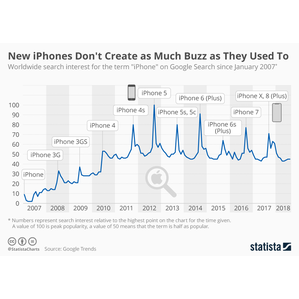 New iPhones Don't Create as Much Buzz as They Used To
Worldwide search interest for the term "iPhone" on Google Search since January 2007*
iPhone 5
iPhone X, 8 (Plus)
iPhone 6 (Plus)
100
iPhone 4s
iPhone 5s, 5c
iPhone 7
90
80
iPhone 4
iPhone 6s
(Plus)
70
60
iPhone 3GS
50
iPhone 3G
40
30
iPhone
20
10
0
2007 2008 2009 2010 2011 2012 2013 2014 2015 2016 2017 2018
* Numbers represent search interest relative to the highest point on the chart for the time given.
A value of 100 is peak popularity, a value of 50 means that the term is half as popular.
@StatistaCharts Source: Google Trends
statista